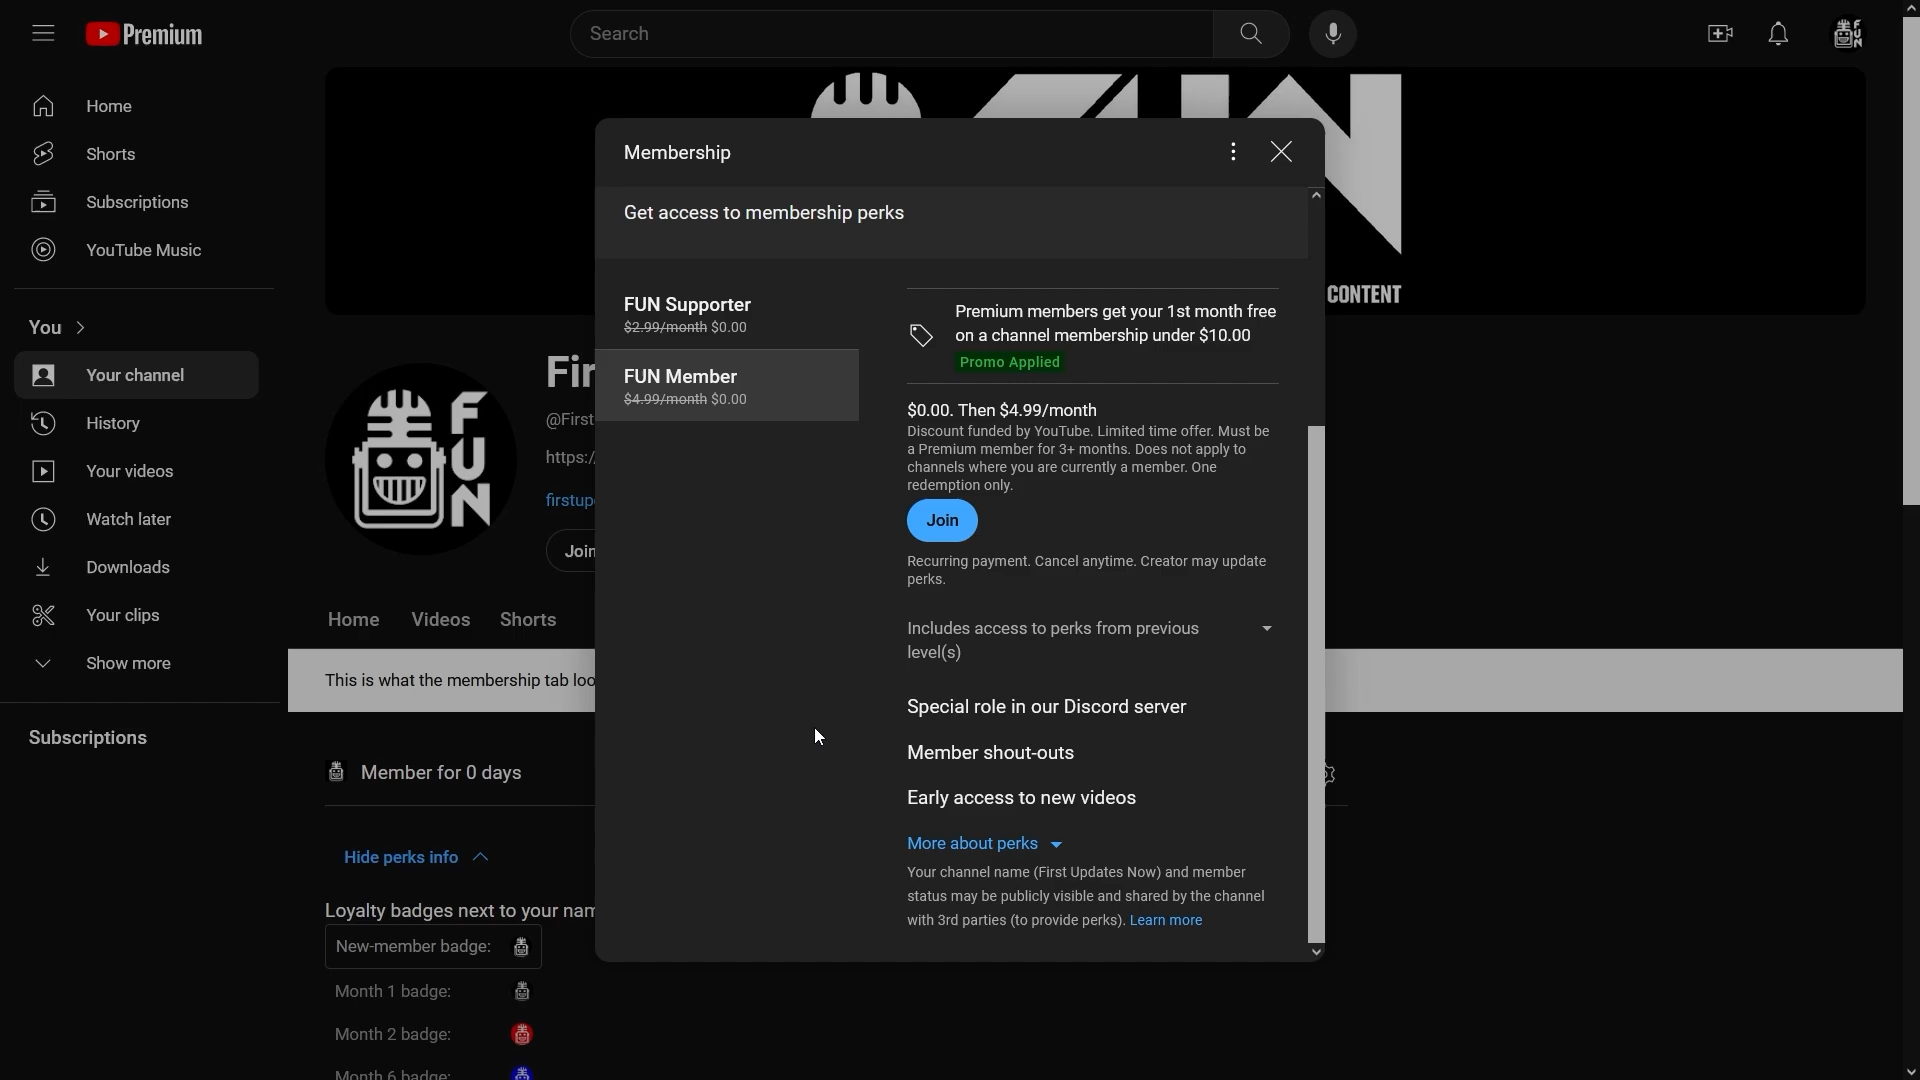 Premium
Search
FUN
Home
Shorts
Subscriptions
YouTube Music
You
Your channel
History
Your videos
Watch later
Downloads
Your clips
Show more
Subscriptions
CONTENT
FUN
Fir
@First
https:/
firstup
Join
Home Videos Shorts
This is what the membership tab loo
Member for 0 days
Hide perks info
Loyalty badges next to your nam
New-member badge:
Month 1 badge:
Month 2 badge:
Month 6 badge:
Membership
Get access to membership perks
FUN Supporter
$2.99/month $0.00
FUN Member
$4.99/month $0.00
Premium members get your 1st month free
on a channel membership under $10.00
Promo Applied
$0.00. Then $4.99/month
Discount funded by YouTube. Limited time offer. Must be
a Premium member for 3+ months. Does not apply to
channels where you are currently a member. One
redemption only.
Join
Recurring payment. Cancel anytime. Creator may update
perks.
Includes access to perks from previous
level(s)
Special role in our Discord server
Member shout-outs
Early access to new videos
More about perks
Your channel name (First Updates Now) and member
status may be publicly visible and shared by the channel
with 3rd parties (to provide perks). Learn more